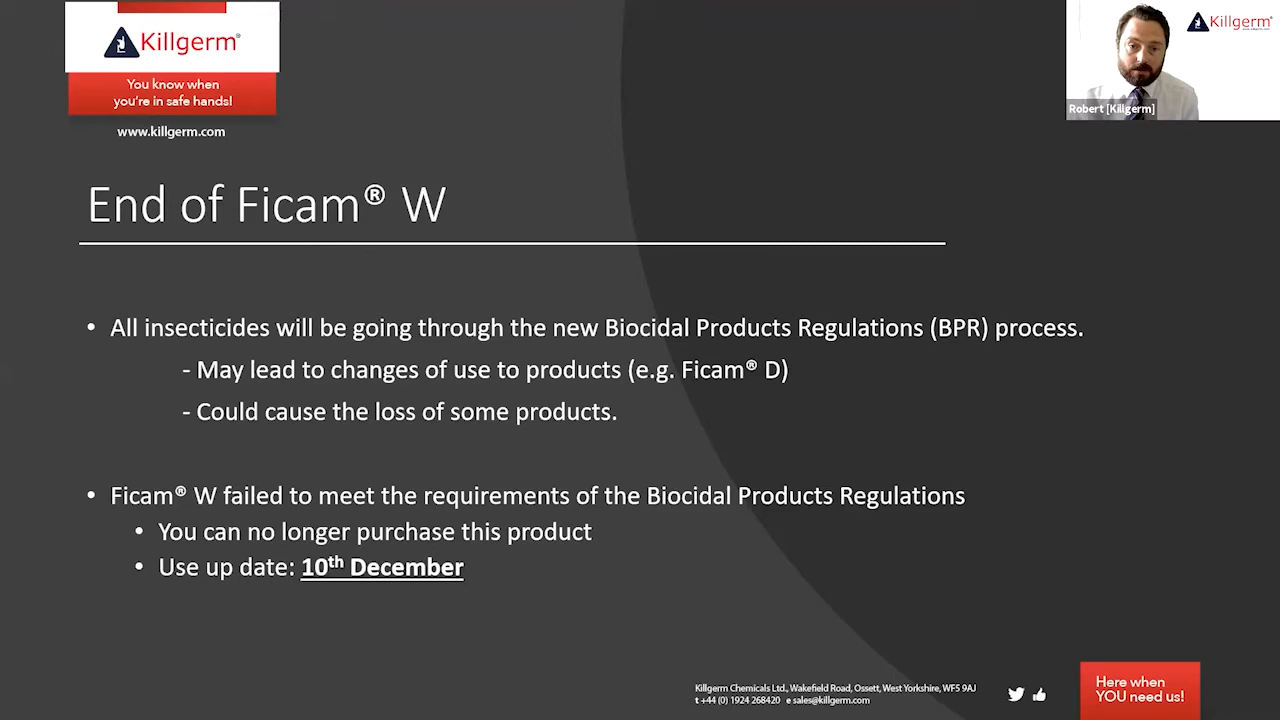 Killgerm®
You know when
you're in safe hands!
www.killgerm.com
Killgerm®
Robert [Killgerm]
End of Ficam® W
• All insecticides will be going through the new Biocidal Products Regulations (BPR) process.
- May lead to changes of use to products (e.g. Ficam® D)
- Could cause the loss of some products.
• Ficam® W failed to meet the requirements of the Biocidal Products Regulations
• You can no longer purchase this product
• Use up date: 10th December
Killgerm Chemicals Ltd., Wakefield Road, Ossett, West Yorkshire, WF5 9AJ
t +44 (0) 1924 268420 e sales@killgerm.com
Here when
YOU need us!